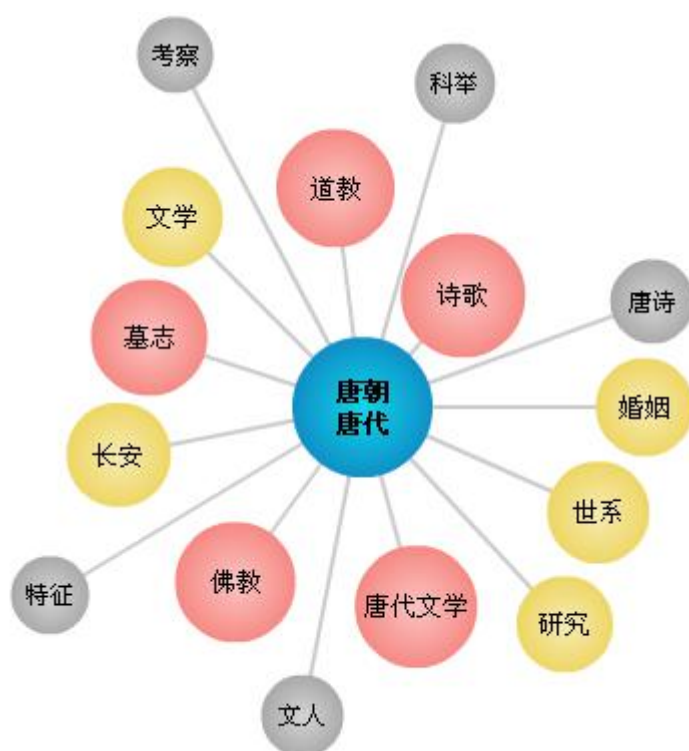 考察
科举
道教
文学
诗歌
唐诗
墓志
唐朝
唐代
婚姻
长安
世系
佛教
特征
唐代文学
研究
文人